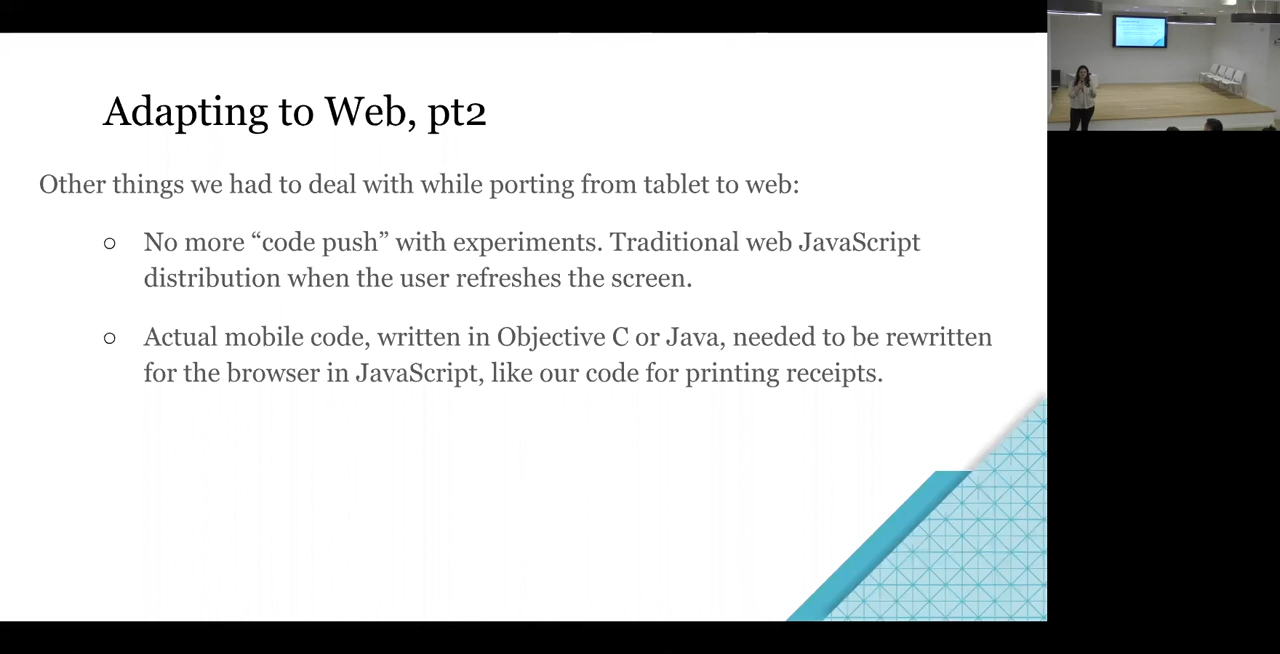 Adapting to Web, pt2
Other things we had to deal with while porting from tablet to web:
○ No more “code push” with experiments. Traditional web JavaScript
distribution when the user refreshes the screen.
○ Actual mobile code, written in Objective C or Java, needed to be rewritten
for the browser in JavaScript, like our code for printing receipts.